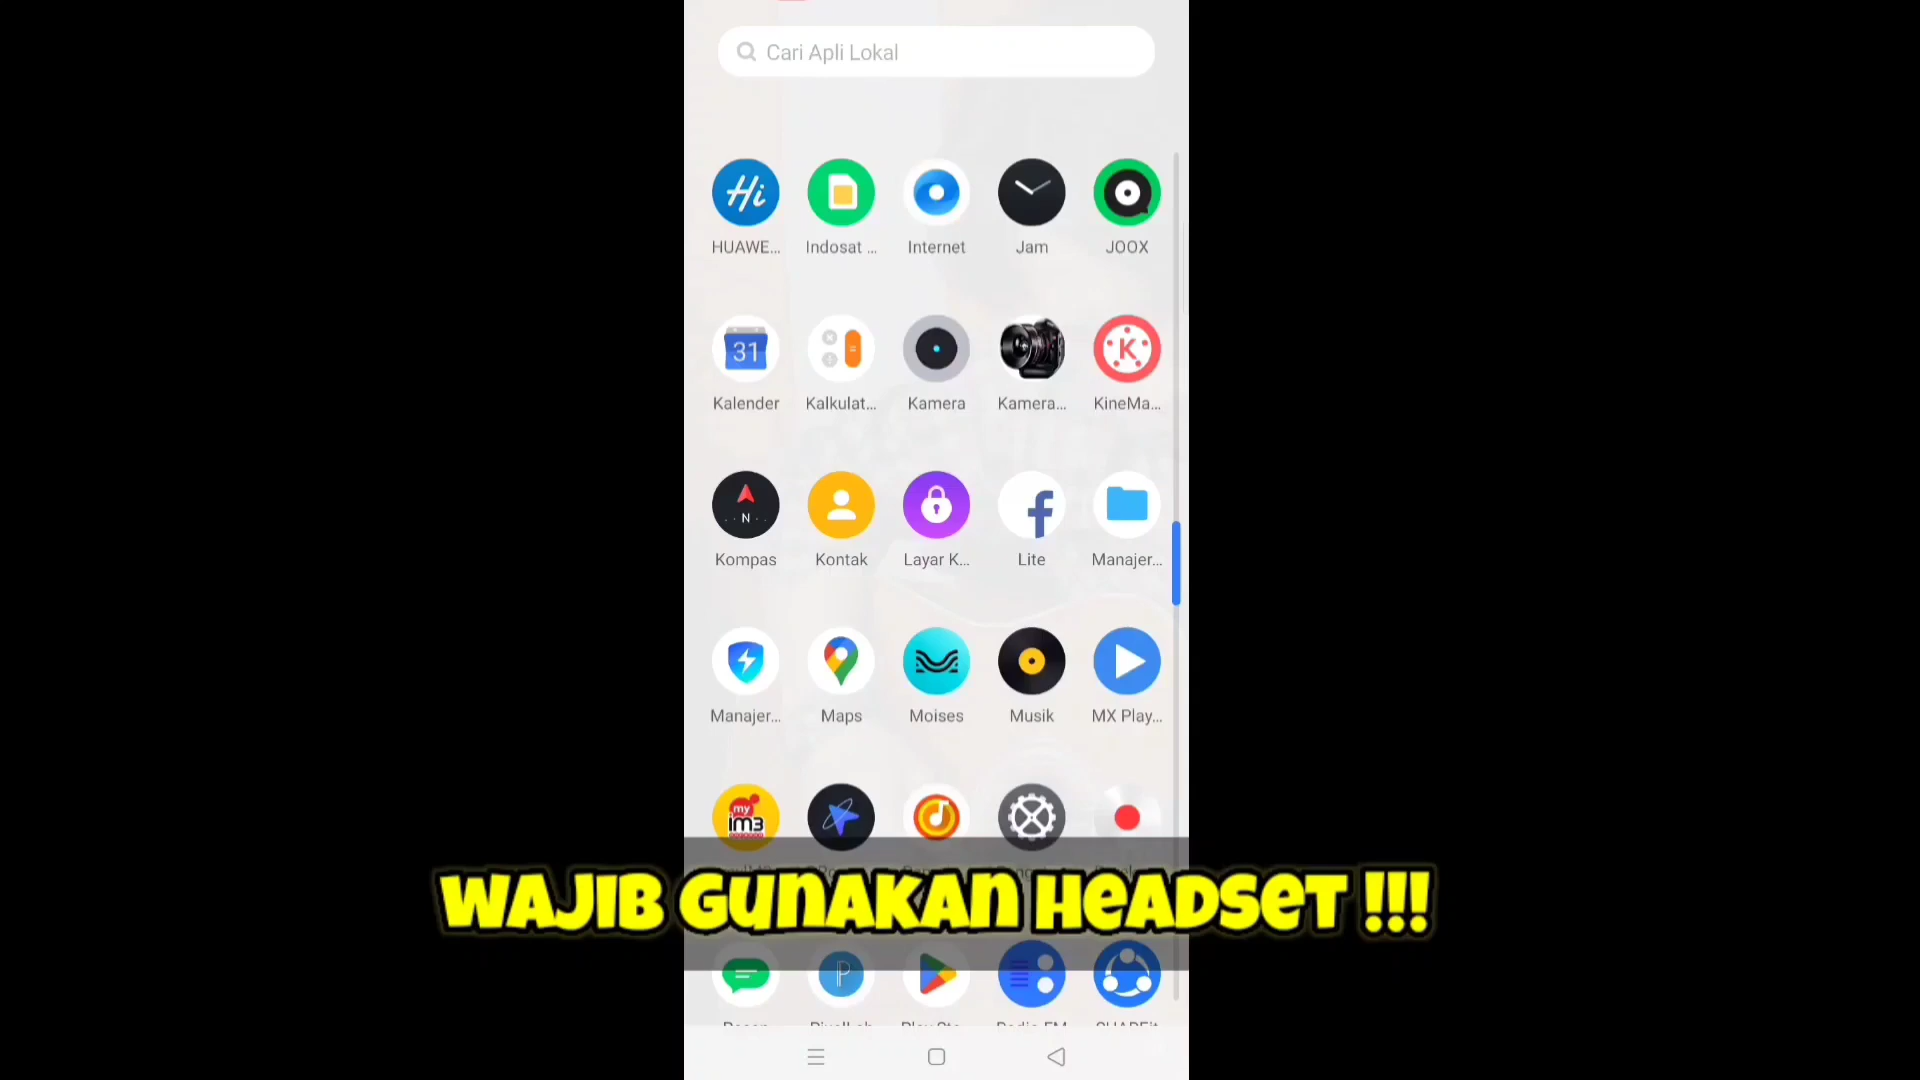 Cari Apli Lokal
Hi
HUAWE... Indosat ... Internet Jam JOOX
31 K
Kalender Kalkulat... Kamera Kamera... KineMa...
N
Kompas Kontak Layar K... Lite Manajer...
Manajer... Maps Moises Musik MX Play...
my
im3
WAJIB GUNAKAN HEADSET !!!
P